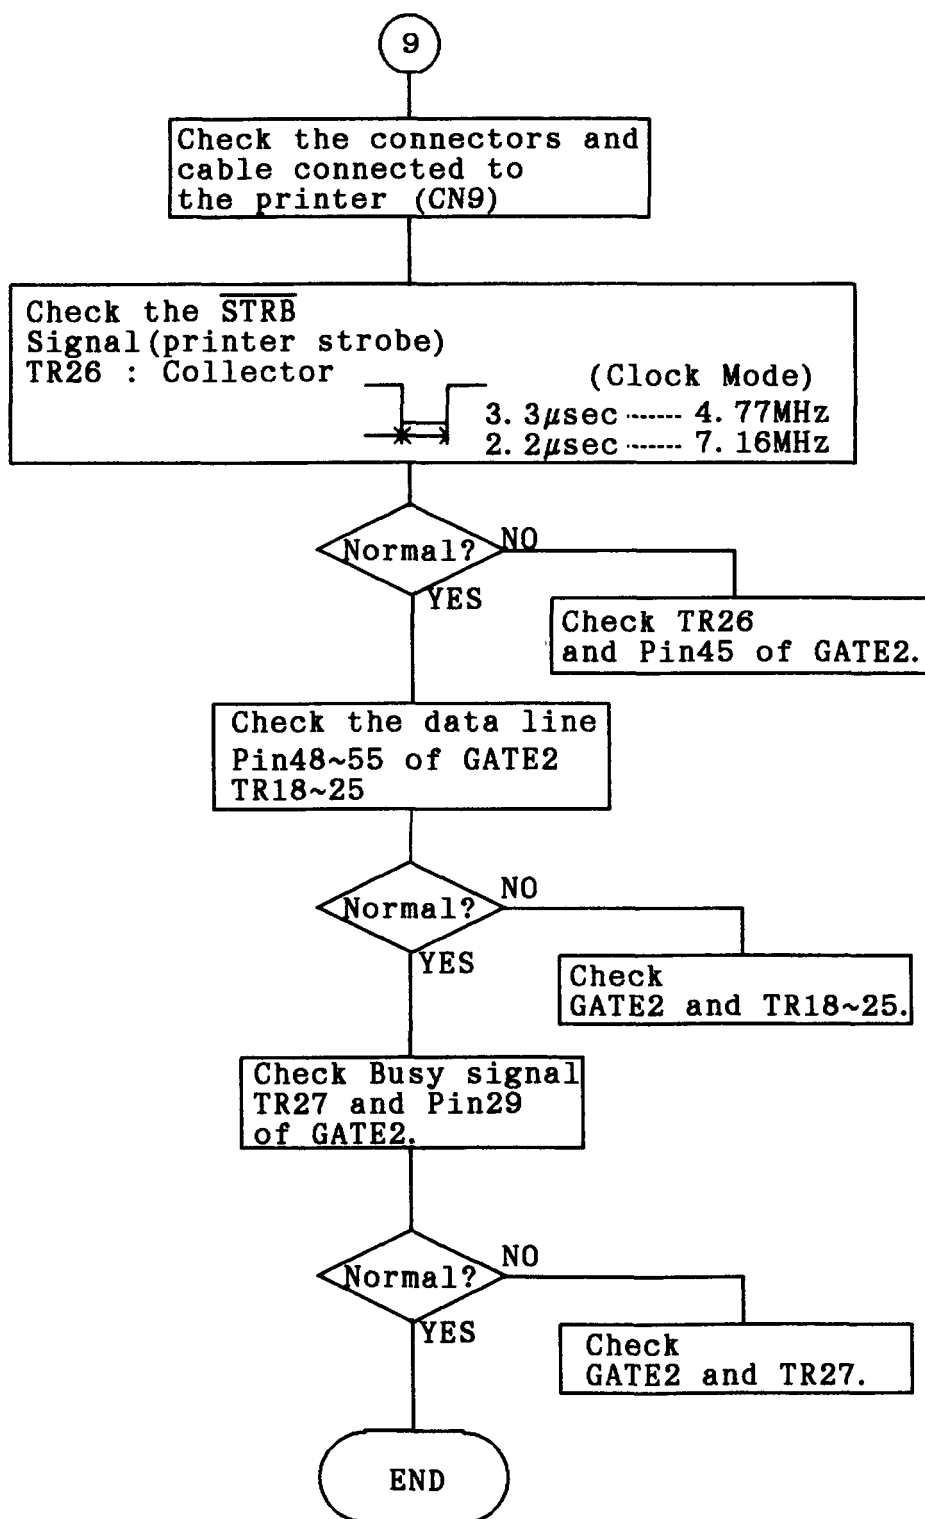 9
Check the connectors and
cable connected to
the printer (CN9)
Check the S̅T̅R̅B̅
Signal(printer strobe)
TR26 : Collector
(Clock Mode)
3.3μsec ······· 4.77MHz
2.2μsec ······· 7.16MHz
Normal?
NO
YES
Check TR26
and Pin45 of GATE2.
Check the data line
Pin48~55 of GATE2
TR18~25
Normal?
NO
YES
Check
GATE2 and TR18~25.
Check Busy signal
TR27 and Pin29
of GATE2.
Normal?
NO
YES
Check
GATE2 and TR27.
END